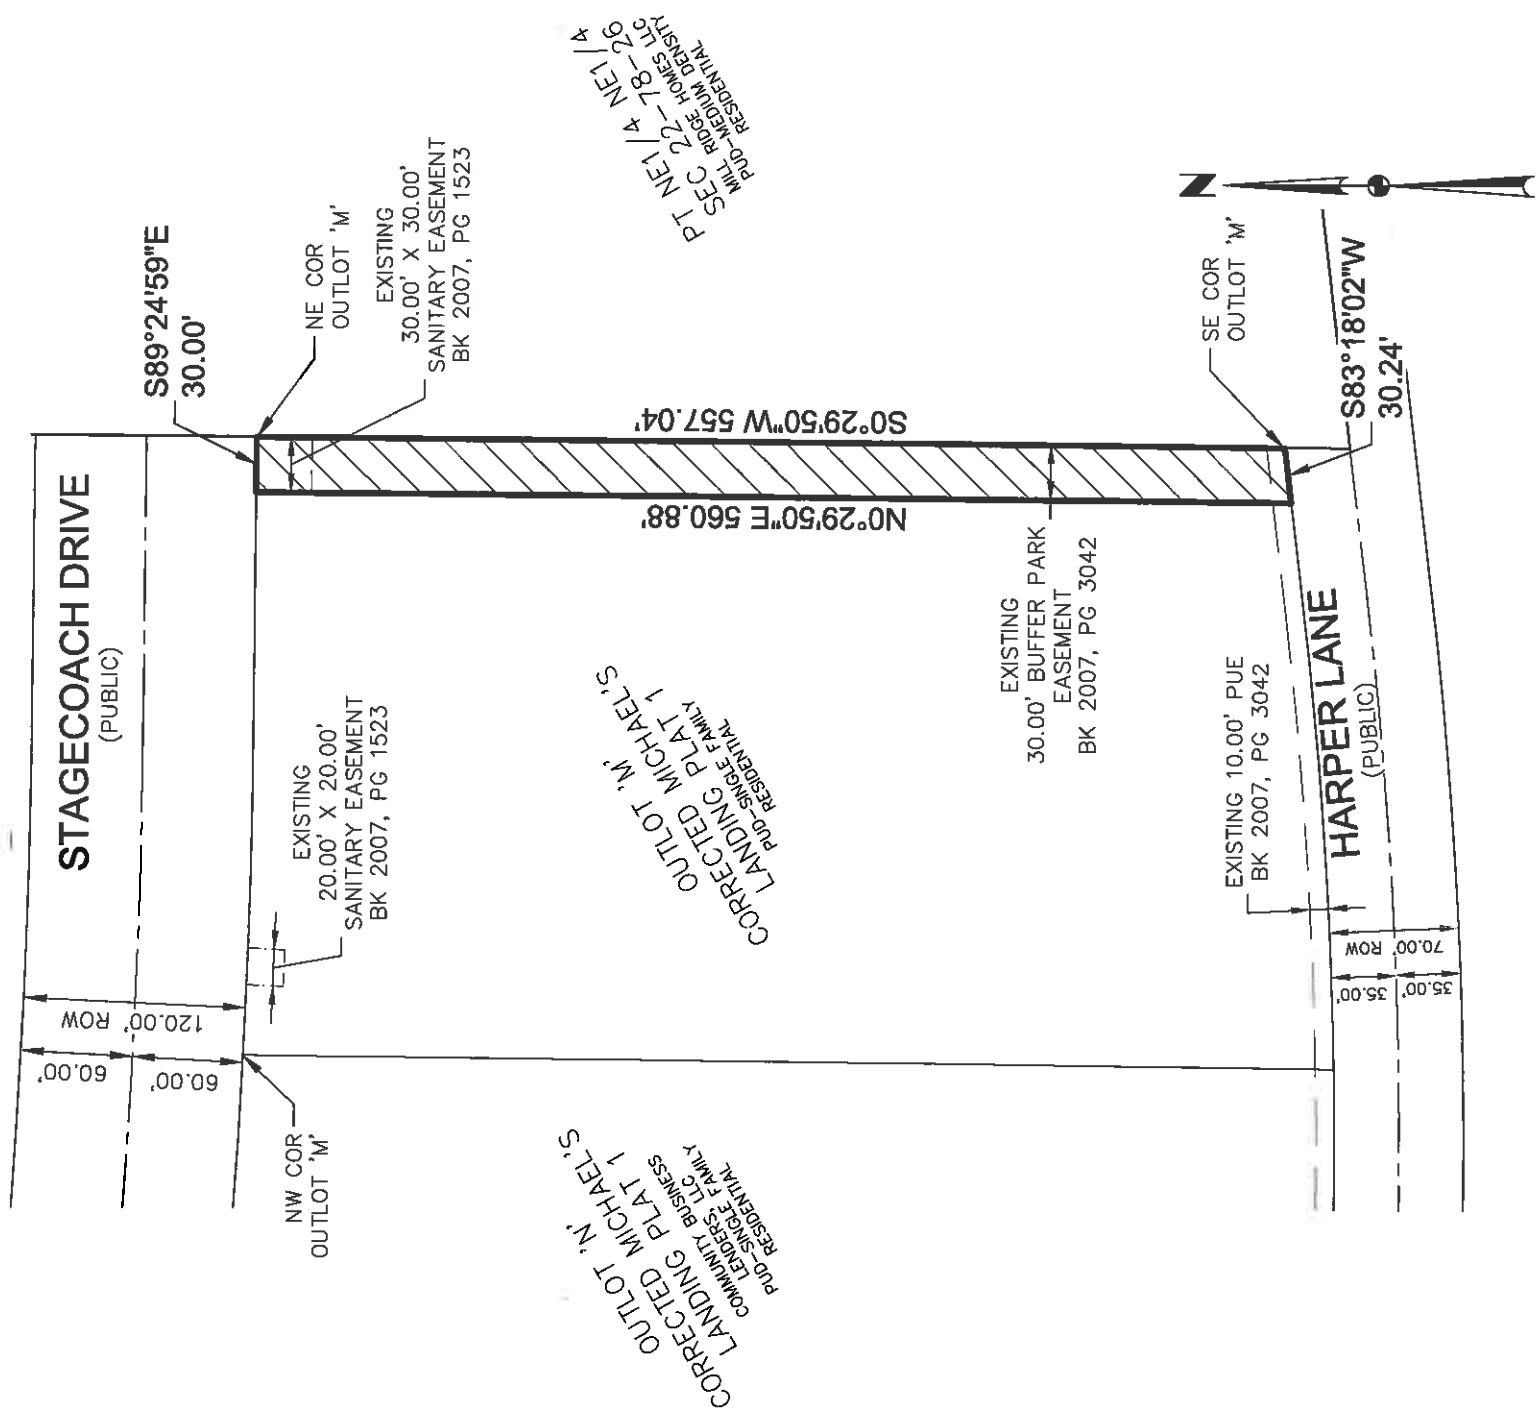 STAGECOACH DRIVE
(PUBLIC)
120.00' ROW
60.00'
60.00'
NW COR
OUTLOT 'M'
EXISTING
20.00' X 20.00'
SANITARY EASEMENT
BK 2007, PG 1523
S89°24'59"E
30.00'
NE COR
OUTLOT 'M'
EXISTING
30.00' X 30.00'
SANITARY EASEMENT
BK 2007, PG 1523
PT NE1/4 NE1/4
SEC 22-78-26
MILL RIDGE HOMES LLC
PUD-MEDIUM DENSITY
RESIDENTIAL
S0°29'50"W 557.04'
N0°29'50"E 560.88'
OUTLOT 'N'
CORRECTED MICHAEL'S
LANDING PLAT 1
COMMUNITY BUSINESS
LENDERS, LLC
PUD-SINGLE FAMILY
RESIDENTIAL
OUTLOT 'M'
CORRECTED MICHAEL'S
LANDING PLAT 1
PUD-SINGLE FAMILY
RESIDENTIAL
EXISTING
30.00' BUFFER PARK
EASEMENT
BK 2007, PG 3042
EXISTING 10.00' PUE
BK 2007, PG 3042
SE COR
OUTLOT 'M'
S83°18'02"W
30.24'
N
HARPER LANE
(PUBLIC)
70.00' ROW
35.00'
35.00'